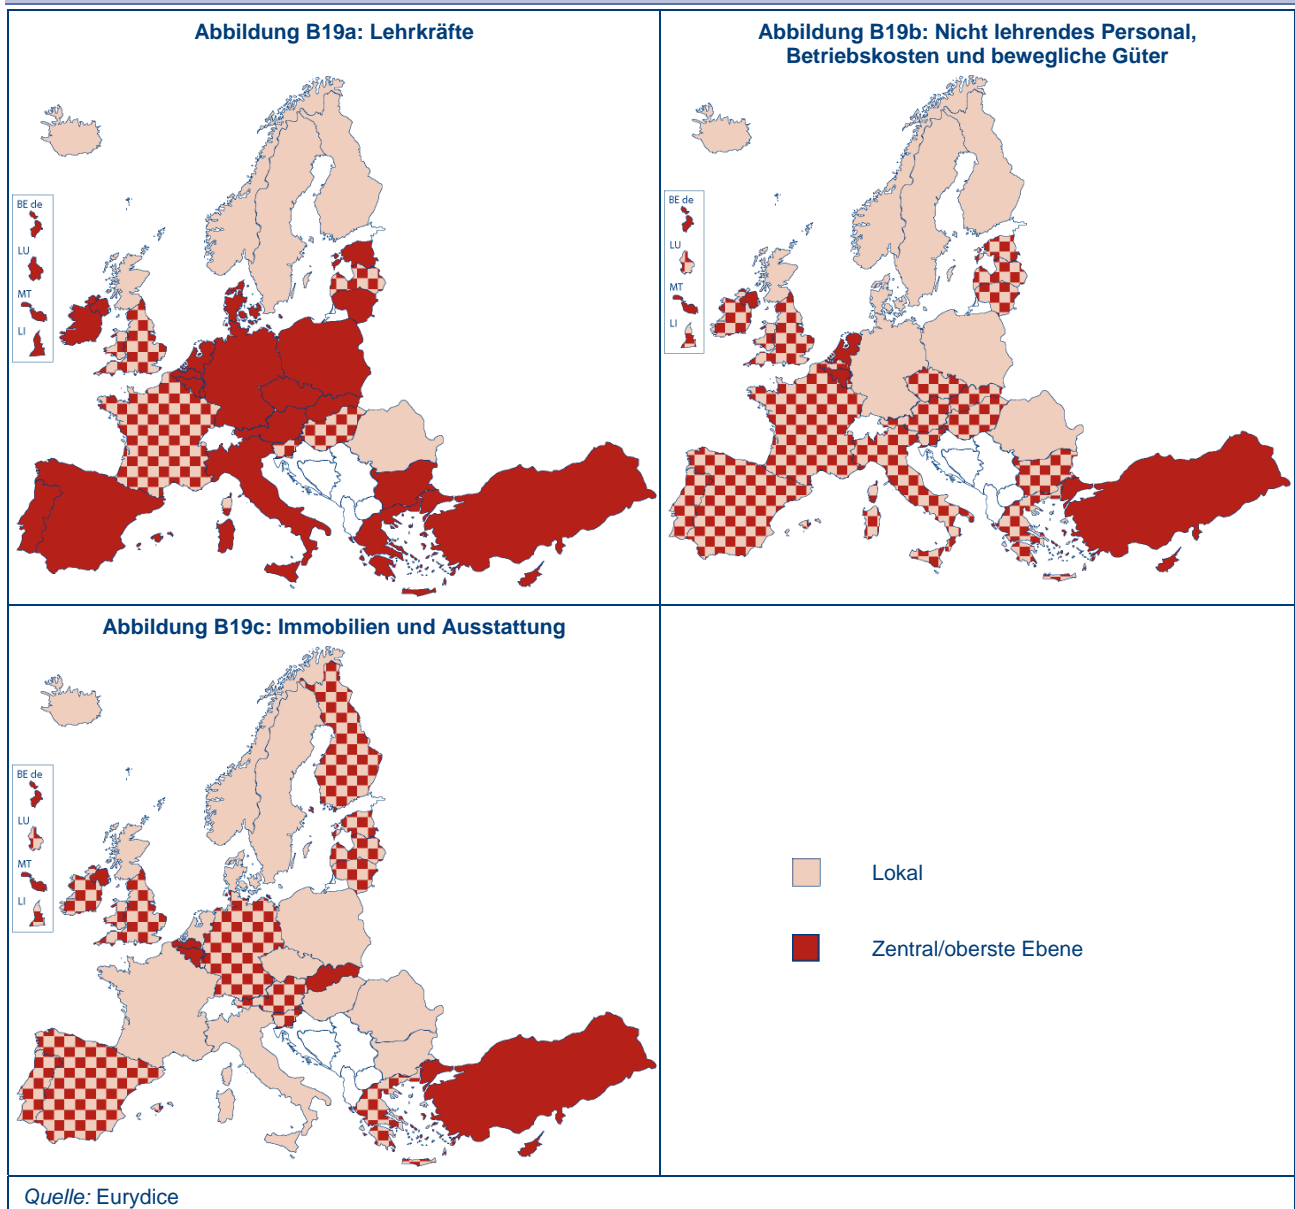 Abbildung B19a: Lehrkräfte
BE de
LU
MT
LI
Abbildung B19b: Nicht lehrendes Personal,
Betriebskosten und bewegliche Güter
BE de
LU
MT
LI
Abbildung B19c: Immobilien und Ausstattung
BE de
LU
MT
LI
Lokal
Zentral/oberste Ebene
Quelle: Eurydice